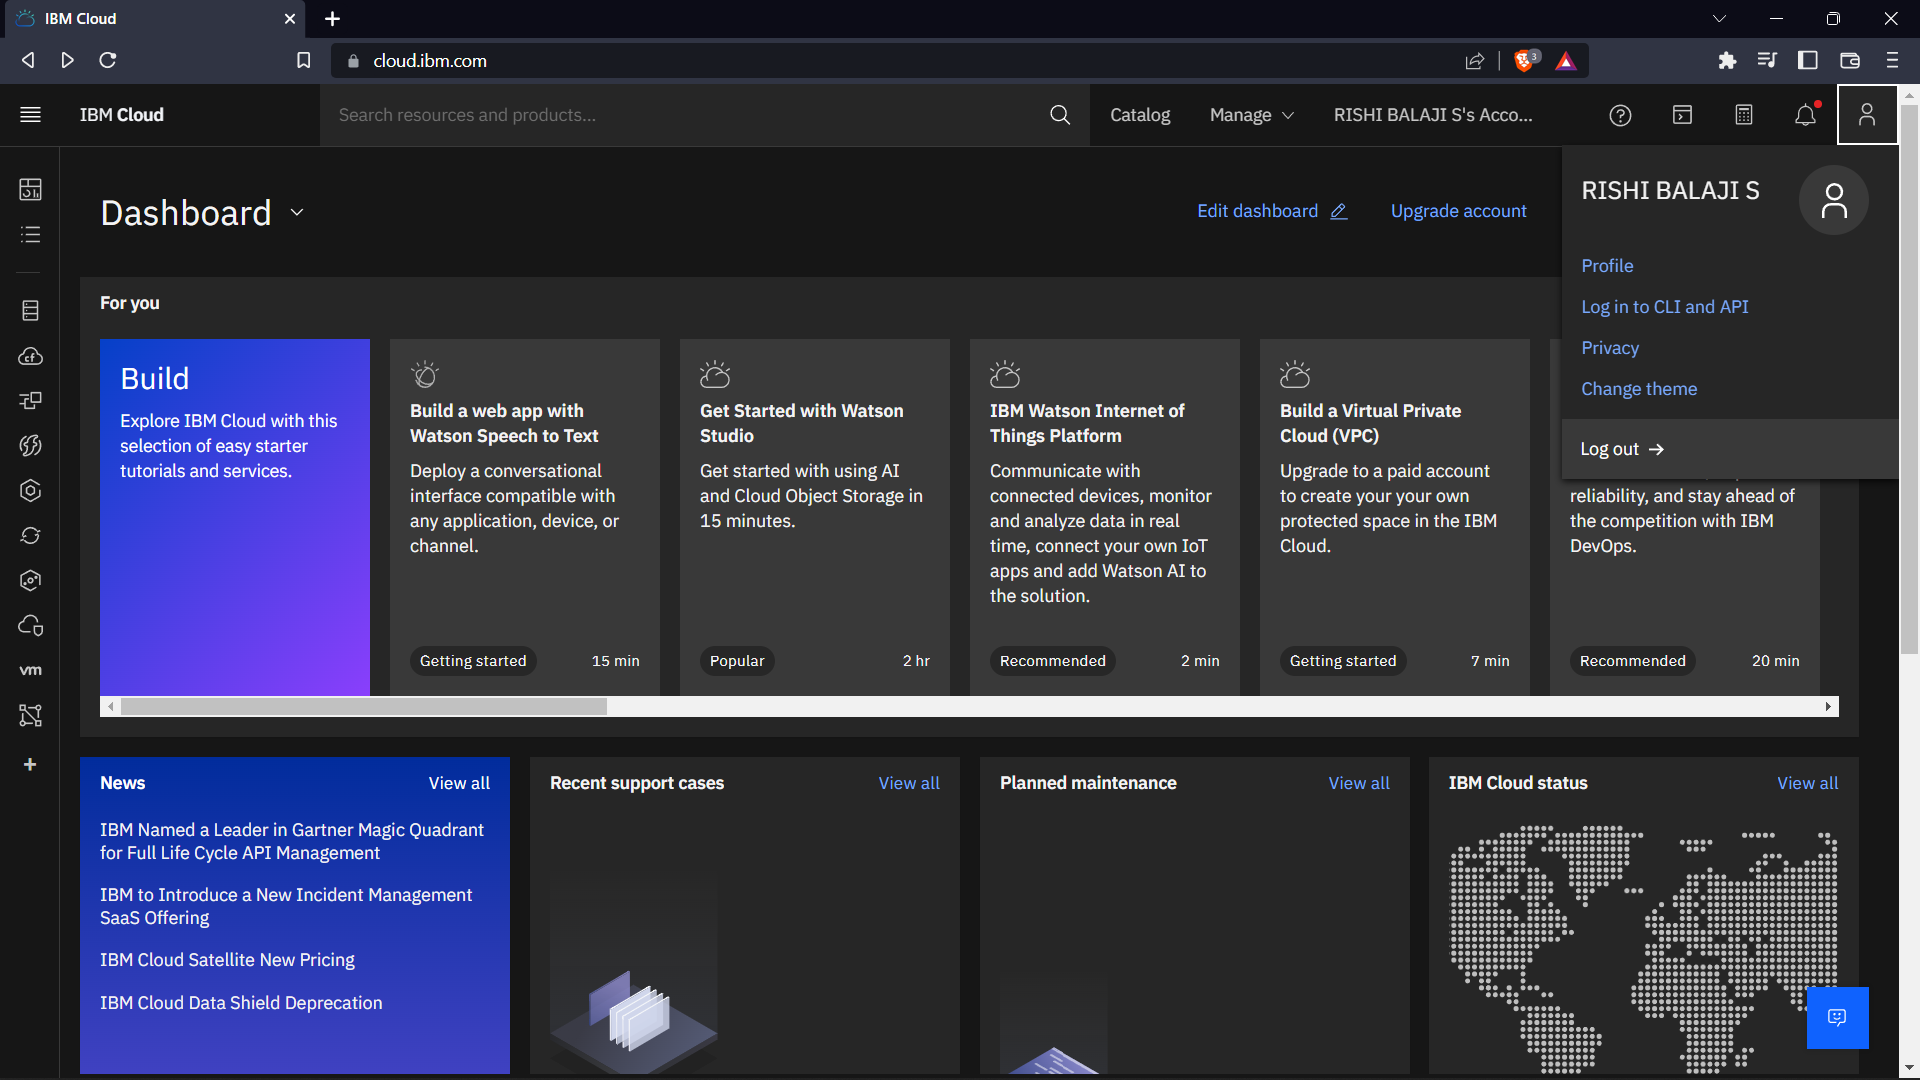 IBM Cloud
cloud.ibm.com
3
IBM Cloud
Search resources and products...
Catalog
Manage
RISHI BALAJI S's Acco...
RISHI BALAJI S
Profile
Log in to CLI and API
Privacy
Change theme
Log out
Dashboard
Edit dashboard
Upgrade account
For you
Build
Explore IBM Cloud with this
selection of easy starter
tutorials and services.
Build a web app with
Watson Speech to Text
Deploy a conversational
interface compatible with
any application, device, or
channel.
Getting started
15 min
Get Started with Watson
Studio
Get started with using AI
and Cloud Object Storage in
15 minutes.
Popular
2 hr
IBM Watson Internet of
Things Platform
Communicate with
connected devices, monitor
and analyze data in real
time, connect your own IoT
apps and add Watson AI to
the solution.
Recommended
2 min
Build a Virtual Private
Cloud (VPC)
Upgrade to a paid account
to create your your own
protected space in the IBM
Cloud.
Getting started
7 min
reliability, and stay ahead of
the competition with IBM
DevOps.
Recommended
20 min
cf
vm
News
View all
IBM Named a Leader in Gartner Magic Quadrant
for Full Life Cycle API Management
IBM to Introduce a New Incident Management
SaaS Offering
IBM Cloud Satellite New Pricing
IBM Cloud Data Shield Deprecation
Recent support cases
View all
Planned maintenance
View all
IBM Cloud status
View all